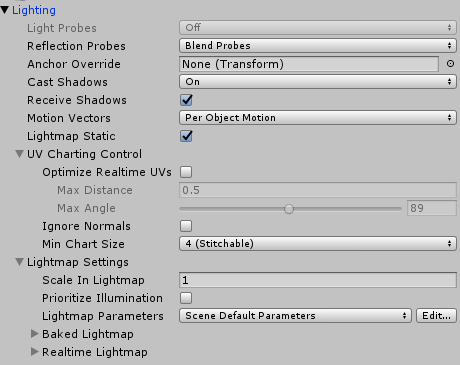 Lighting
Light Probes Off
Reflection Probes Blend Probes
Anchor Override None (Transform)
Cast Shadows On
Receive Shadows
Motion Vectors Per Object Motion
Lightmap Static
UV Charting Control
Optimize Realtime UVs
Max Distance 0.5
Max Angle 89
Ignore Normals
Min Chart Size 4 (Stitchable)
Lightmap Settings
Scale In Lightmap 1
Prioritize Illumination
Lightmap Parameters Scene Default Parameters Edit...
Baked Lightmap
Realtime Lightmap